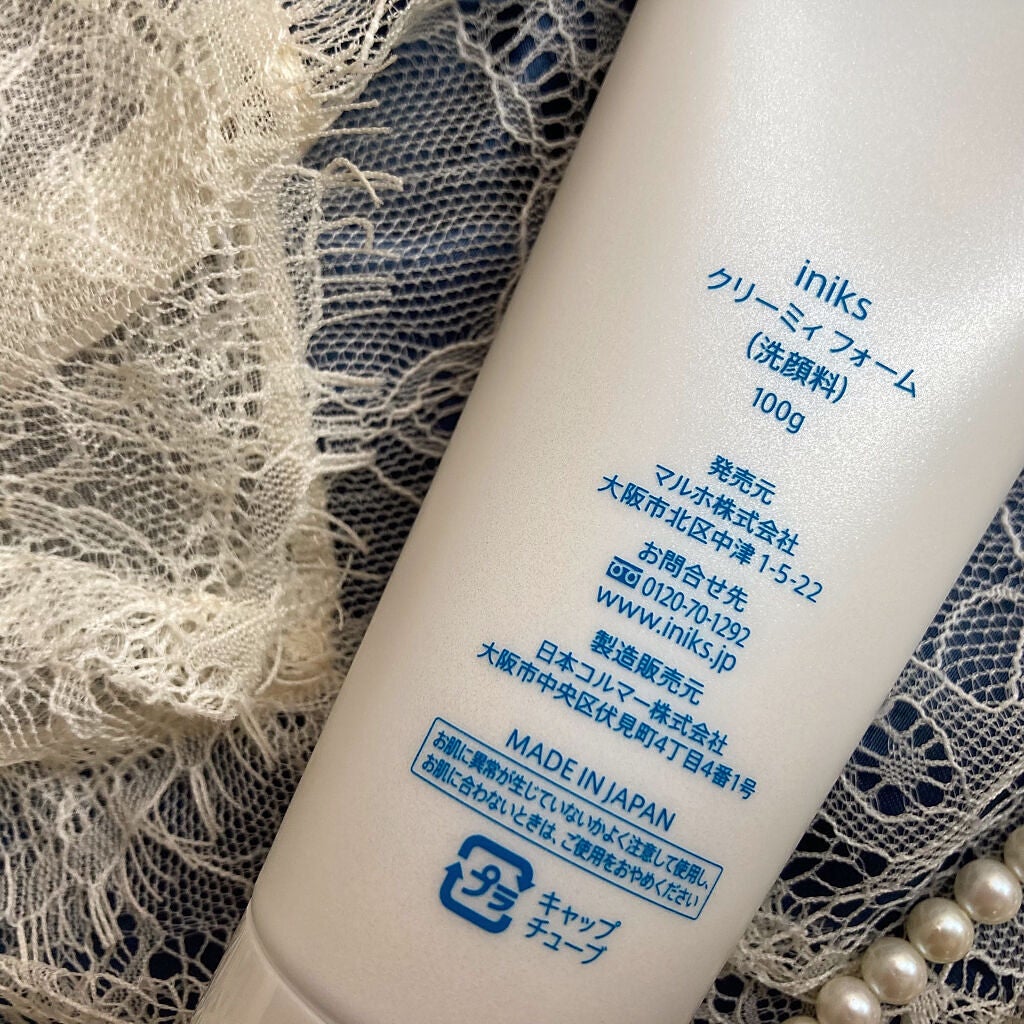 iniks
クリーミィ フォーム
(洗顔料)
100g
発売元
マルホ株式会社
大阪市北区中津 1-5-22
お問合せ先
0120-70-1292
www.iniks.jp
製造販売元
日本コルマー株式会社
大阪市中央区伏見町4丁目4番1号
MADE IN JAPAN
お肌に異常が生じていないかよく注意して使用し、
お肌に合わないときは、ご使用をおやめください
プラ
キャップ
チューブ